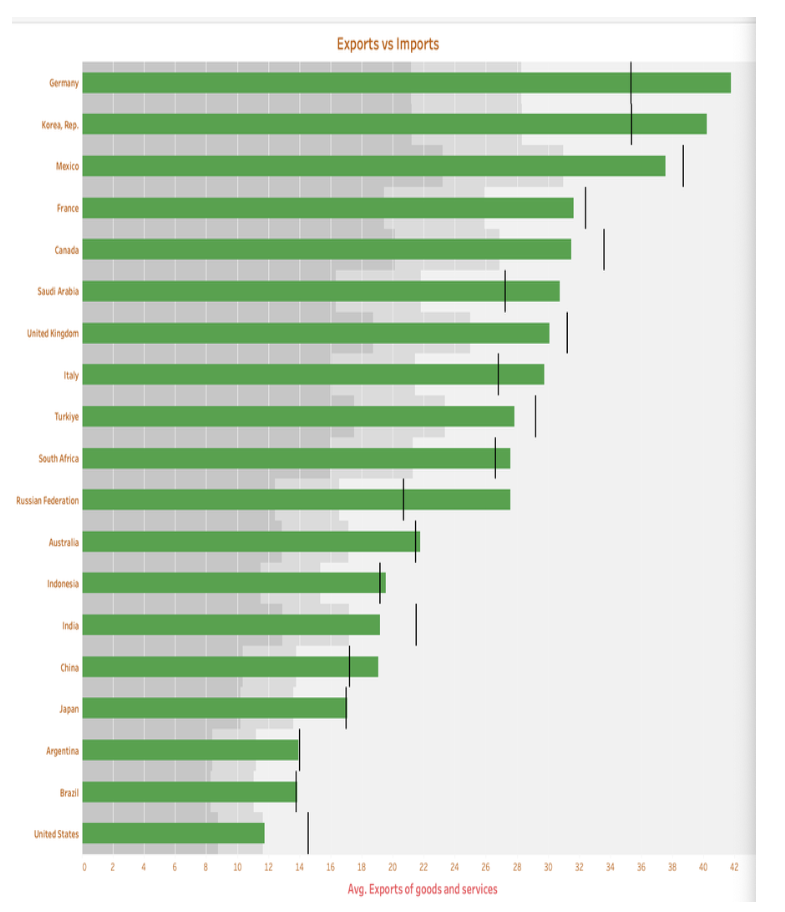 Exports vs Imports
Germany
Korea, Rep.
Mexico
France
Canada
Saudi Arabia
United Kingdom
Italy
Turkiye
South Africa
Russian Federation
Australia
Indonesia
India
China
Japan
Argentina
Brazil
United States
0 2 4 6 8 10 12 14 16 18 20 22 24 26 28 30 32 34 36 38 40 42
Avg. Exports of goods and services